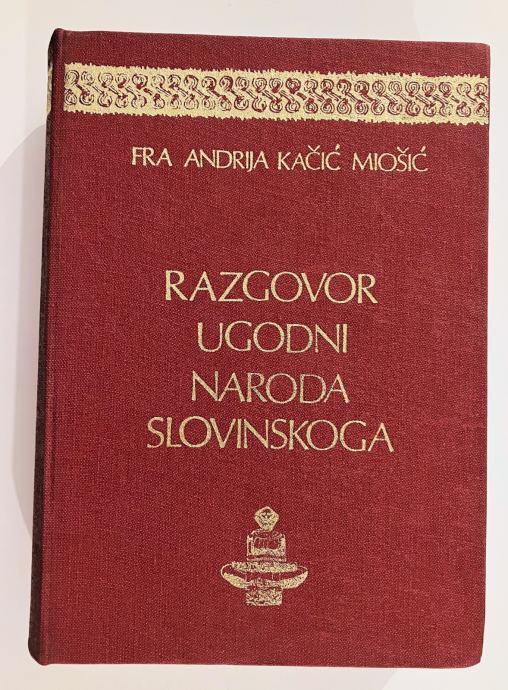 FRA ANDRIJA KAČIĆ MIOŠIĆ
RAZGOVOR
UGODNI
NARODA
SLOVINSKOGA